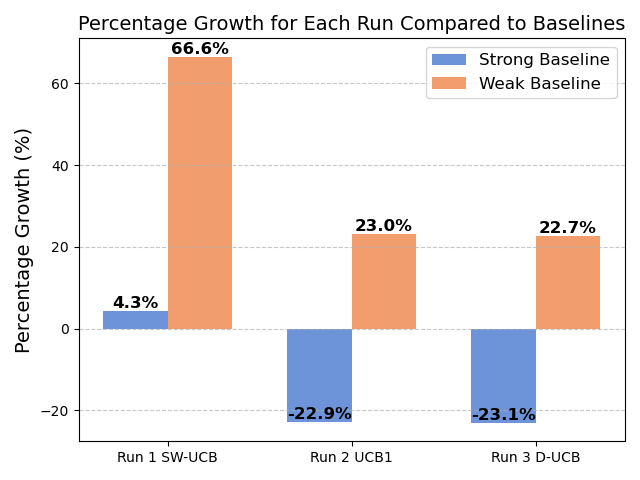 Percentage Growth for Each Run Compared to Baselines
Strong Baseline
Weak Baseline
Percentage Growth (%)
60
40
20
0
−20
66.6%
4.3%
23.0%
-22.9%
22.7%
-23.1%
Run 1 SW-UCB
Run 2 UCB1
Run 3 D-UCB